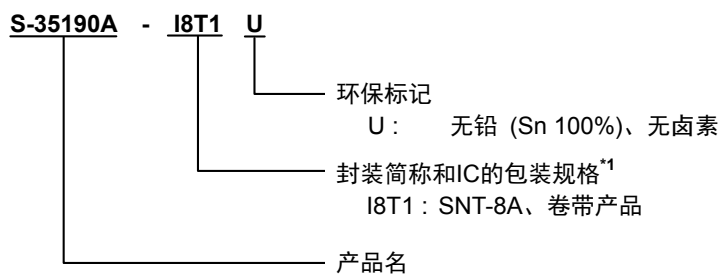 S-35190A - I8T1 U
环保标记
U : 无铅 (Sn 100%)、无卤素
封装简称和IC的包装规格*1
I8T1 : SNT-8A、卷带产品
产品名